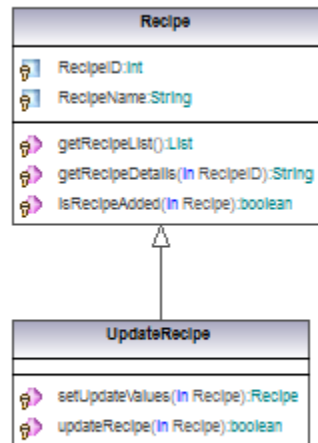 Recipe
RecipeID:Int
RecipeName:String
getRecipeList():List
getRecipeDetails(In RecipeID):String
isRecipeAdded(In Recipe):boolean
UpdateRecipe
setUpdateValues(In Recipe):Recipe
updateRecipe(In Recipe):boolean